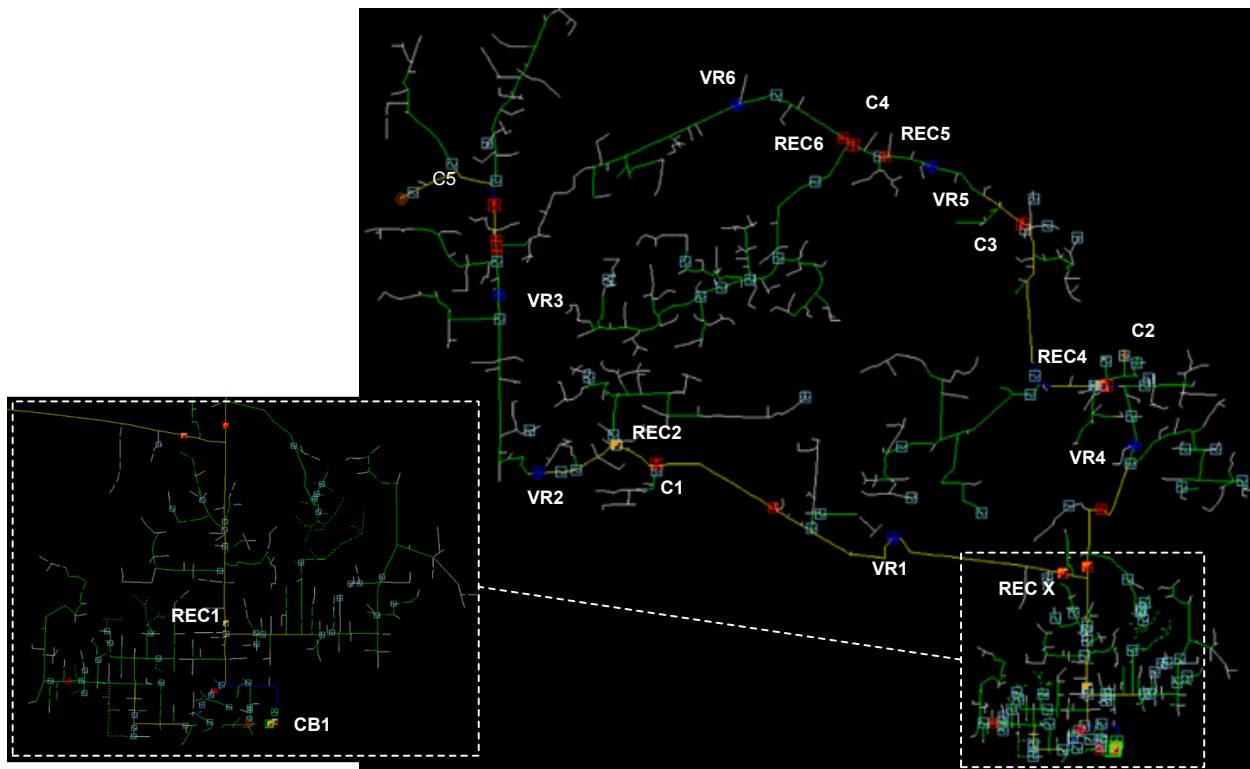 VR6
C4
REC6
REC5
C5
VR5
C3
VR3
C2
REC4
REC2
VR4
C1
VR2
VR1
REC X
REC1
CB1